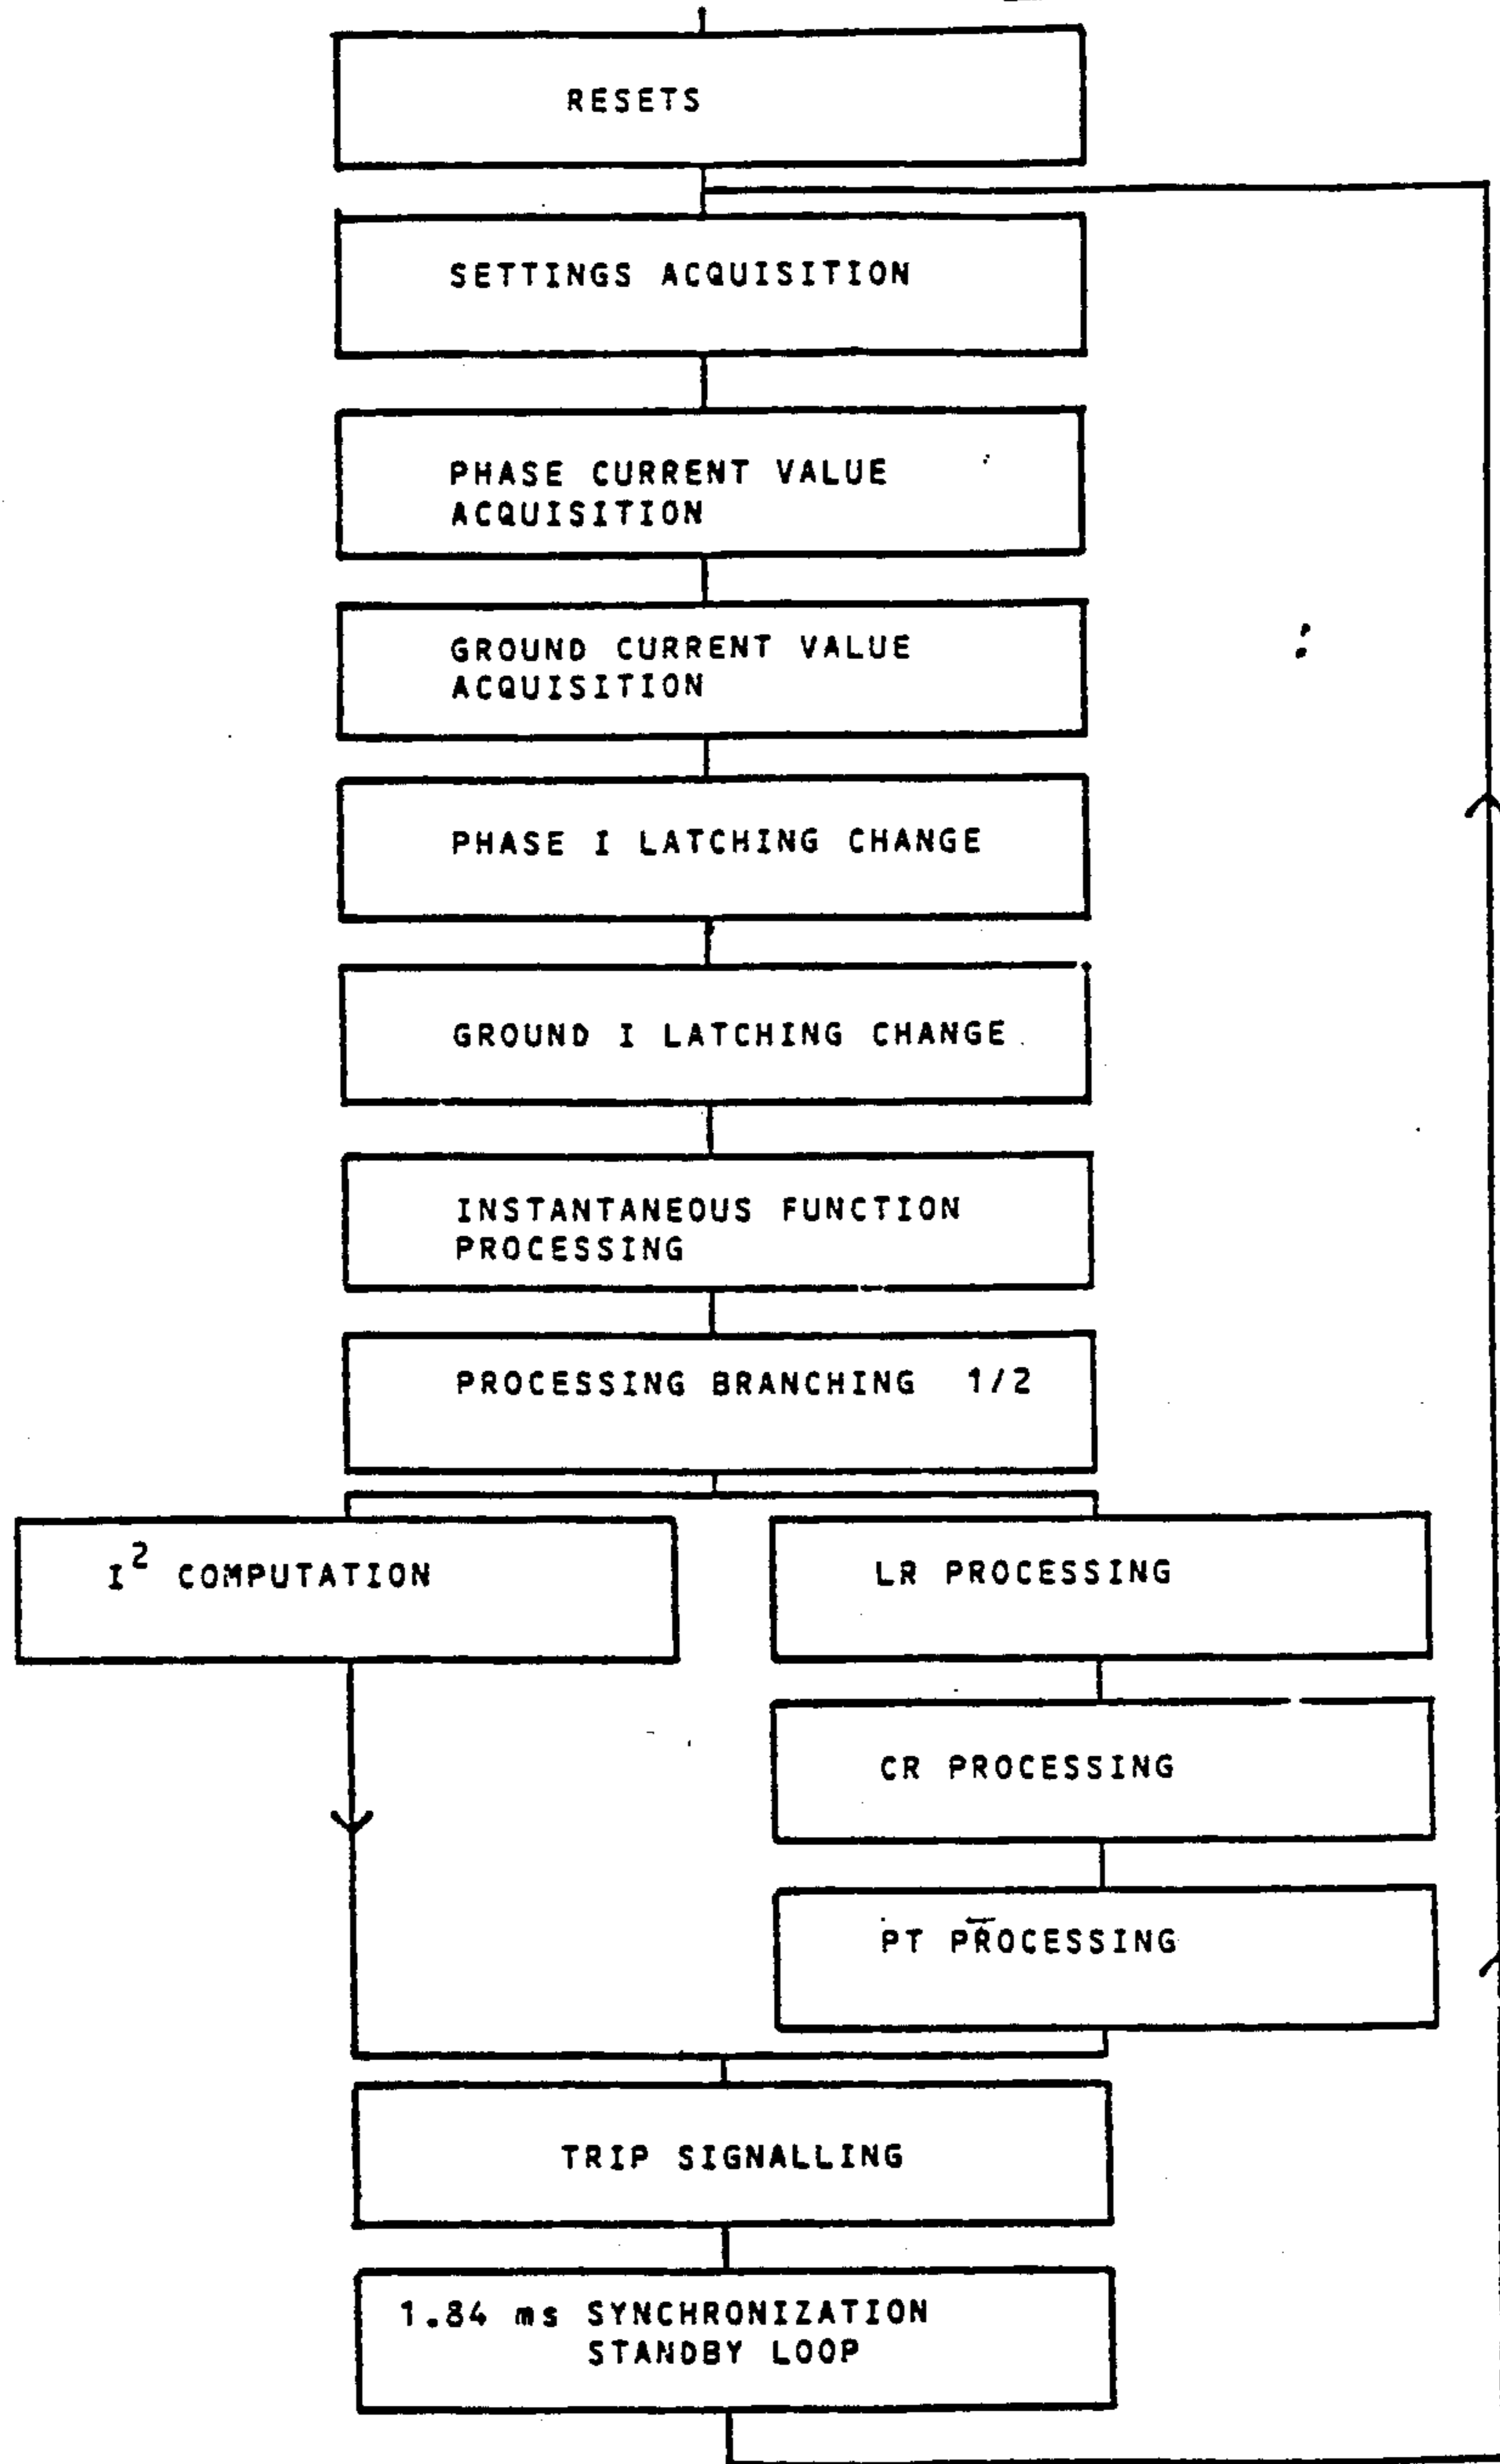 RESETS
SETTINGS ACQUISITION
PHASE CURRENT VALUE
ACQUISITION
GROUND CURRENT VALUE
ACQUISITION
PHASE I LATCHING CHANGE
GROUND I LATCHING CHANGE
INSTANTANEOUS FUNCTION
PROCESSING
PROCESSING BRANCHING 1/2
I² COMPUTATION
LR PROCESSING
CR PROCESSING
PT PROCESSING
TRIP SIGNALLING
1.84 ms SYNCHRONIZATION
STANDBY LOOP